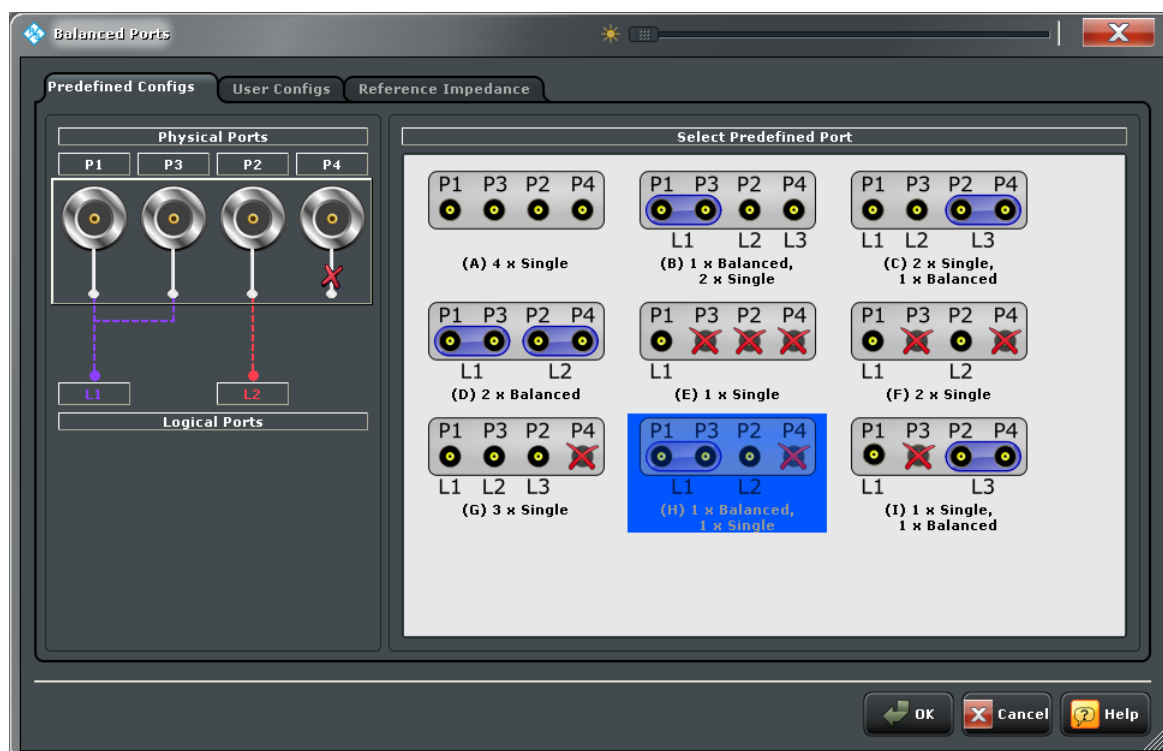 Balanced Ports
Predefined Configs User Configs Reference Impedance
Physical Ports
P1 P3 P2 P4
L1 L2
Logical Ports
Select Predefined Port
P1 P3 P2 P4
(A) 4 x Single
P1 P3 P2 P4
L1 L2 L3
(B) 1 x Balanced,
2 x Single
P1 P3 P2 P4
L1 L2 L3
(C) 2 x Single,
1 x Balanced
P1 P3 P2 P4
L1 L2
(D) 2 x Balanced
P1 P3 P2 P4
L1
(E) 1 x Single
P1 P3 P2 P4
L1 L2
(F) 2 x Single
P1 P3 P2 P4
L1 L2 L3
(G) 3 x Single
P1 P3 P2 P4
L1 L2
(H) 1 x Balanced,
1 x Single
P1 P3 P2 P4
L1 L3
(I) 1 x Single,
1 x Balanced
OK Cancel Help